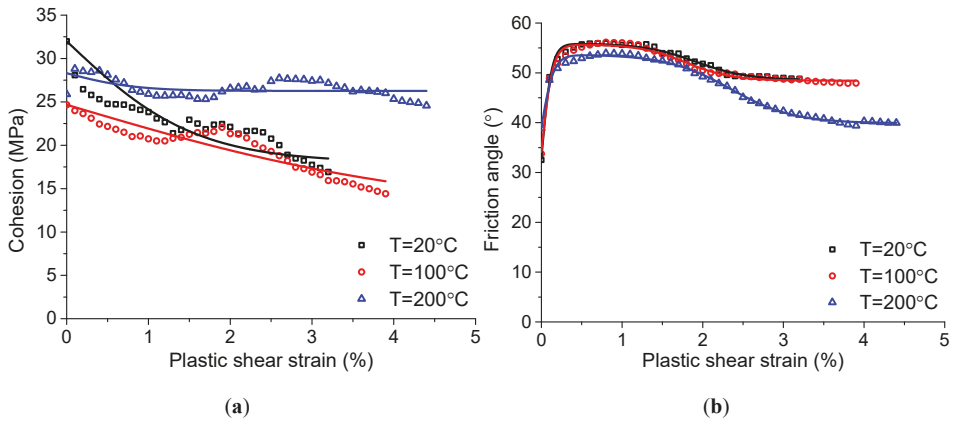 35
30
25
20
15
10
5
0
Cohesion (MPa)
T=20°C
T=100°C
T=200°C
0 1 2 3 4 5
Plastic shear strain (%)
(a)
60
50
40
30
20
10
0
Friction angle (°)
T=20°C
T=100°C
T=200°C
0 1 2 3 4 5
Plastic shear strain (%)
(b)